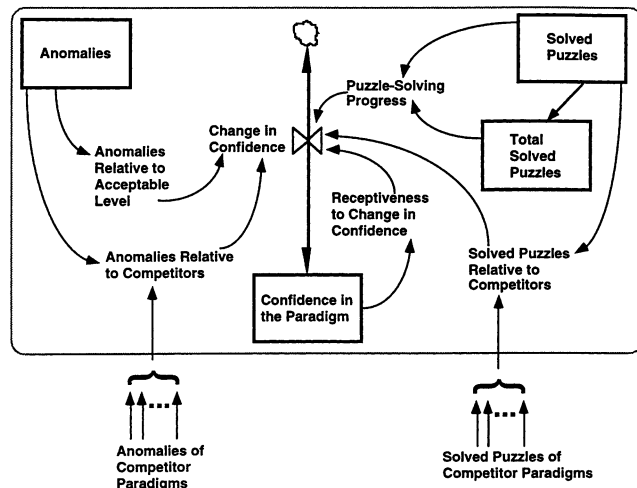 Anomalies
Solved
Puzzles
Puzzle-Solving
Progress
Change in
Confidence
Total
Solved
Puzzles
Anomalies
Relative to
Acceptable
Level
Receptiveness
to Change in
Confidence
Anomalies Relative
to Competitors
Solved Puzzles
Relative to
Competitors
Confidence in
the Paradigm
Anomalies of
Competitor
Paradigms
Solved Puzzles of
Competitor Paradigms